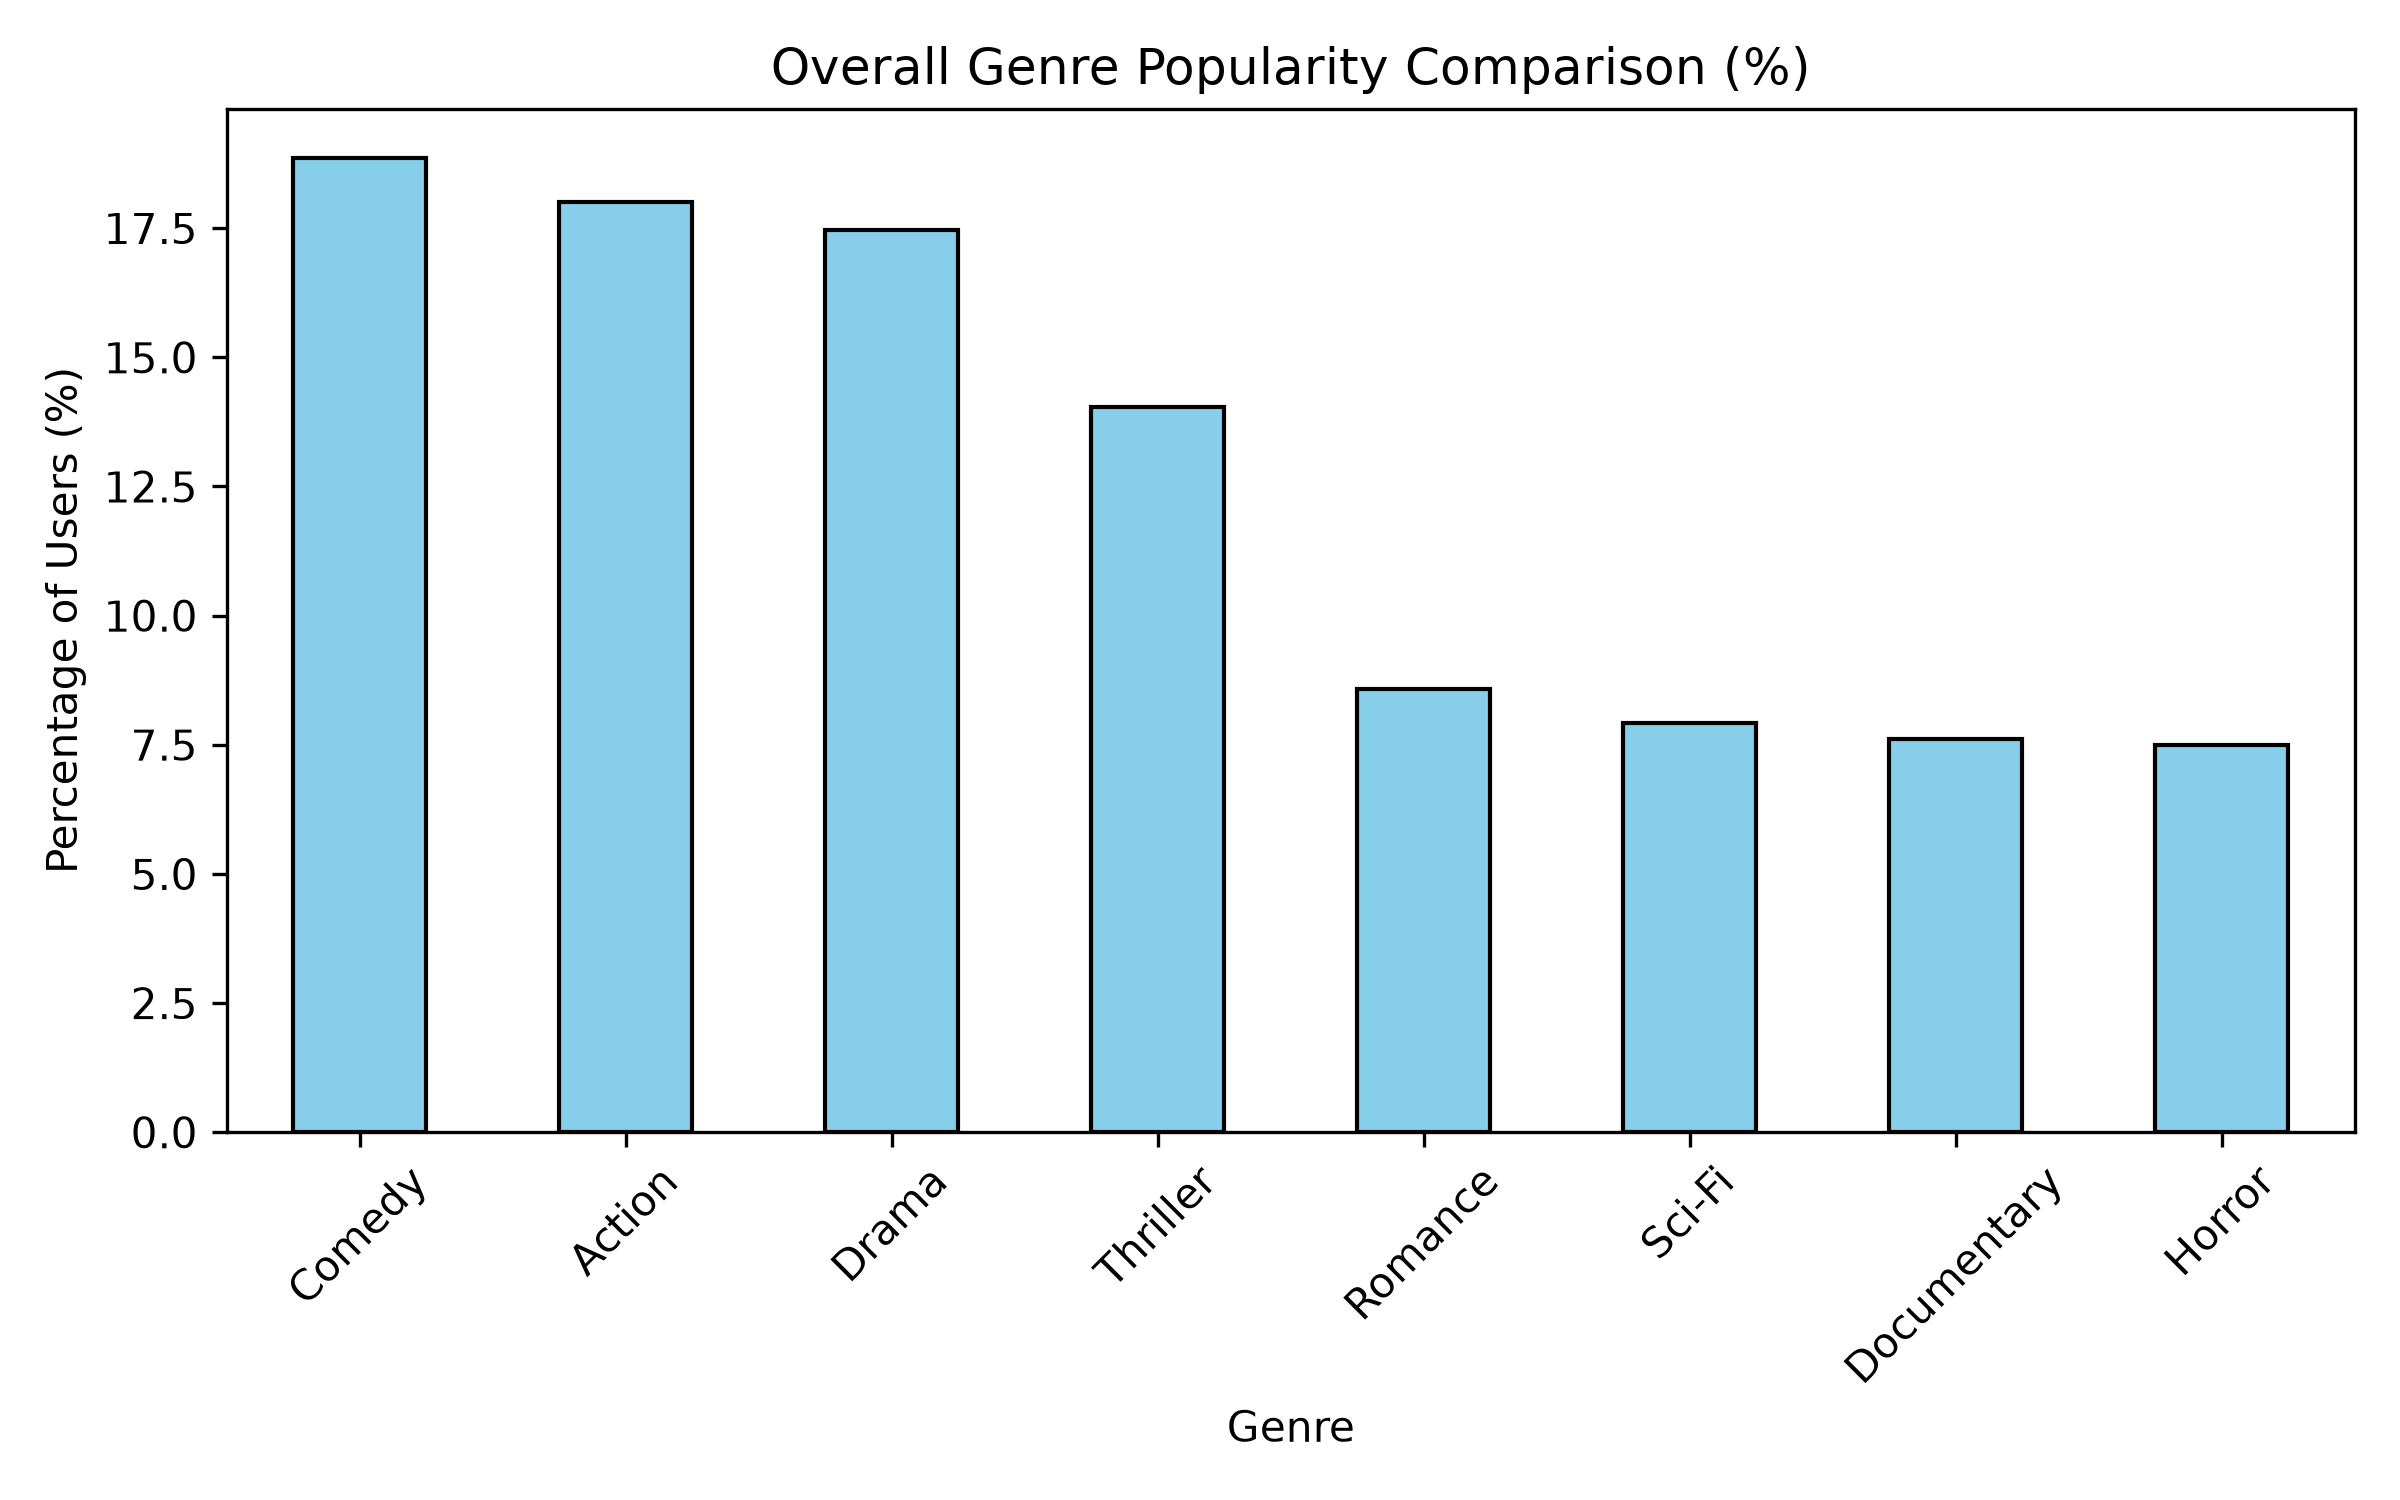 Overall Genre Popularity Comparison (%)
Percentage of Users (%)
17.5
15.0
12.5
10.0
7.5
5.0
2.5
0.0
Comedy
Action
Drama
Thriller
Romance
Sci-Fi
Documentary
Horror
Genre